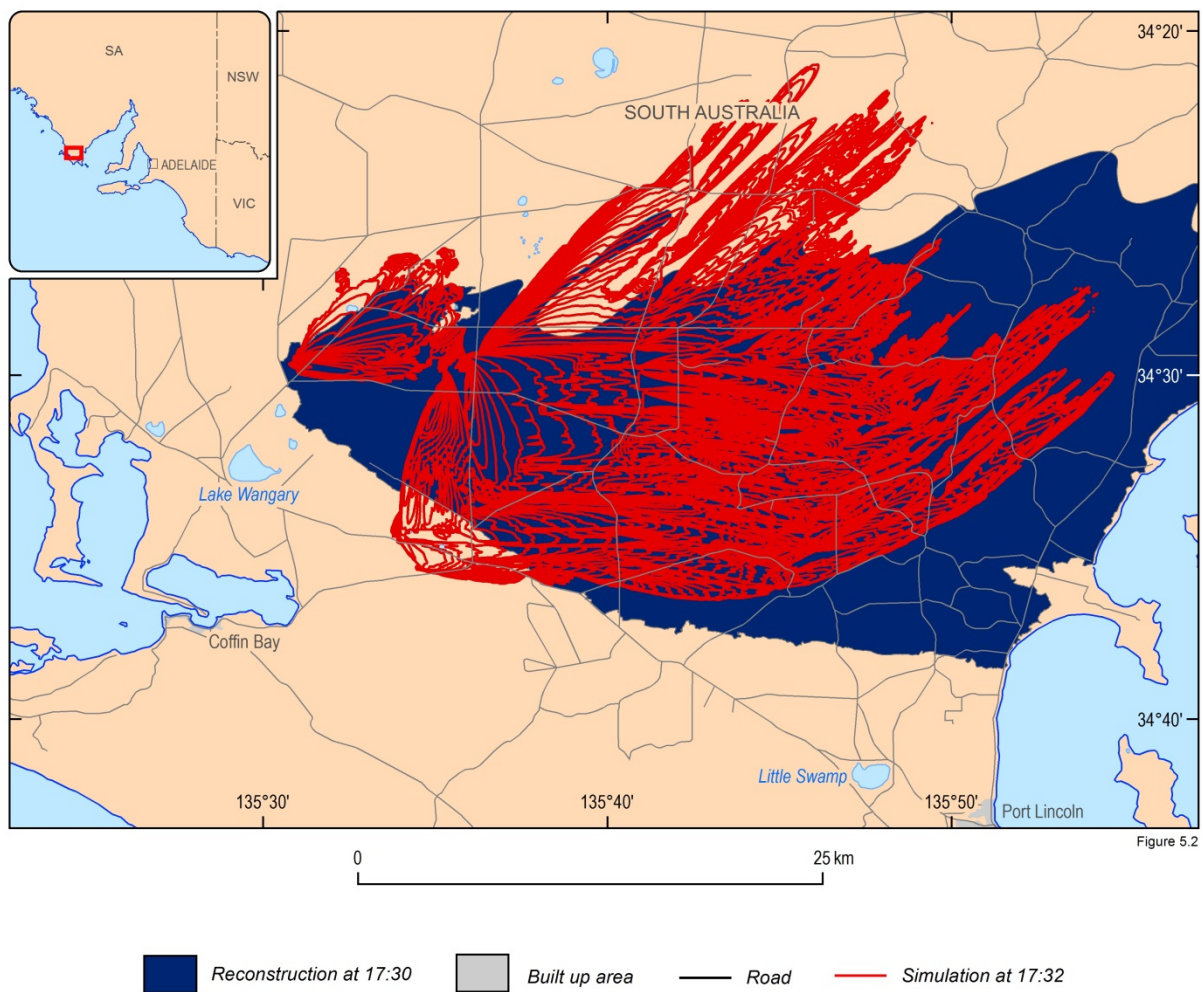 SA
NSW
ADELAIDE
VIC
34°20'
SOUTH AUSTRALIA
34°30'
Lake Wangary
Coffin Bay
34°40'
Little Swamp
135°30'
135°40'
135°50'
Port Lincoln
Figure 5.2
0
25 km
Reconstruction at 17:30
Built up area
Road
Simulation at 17:32